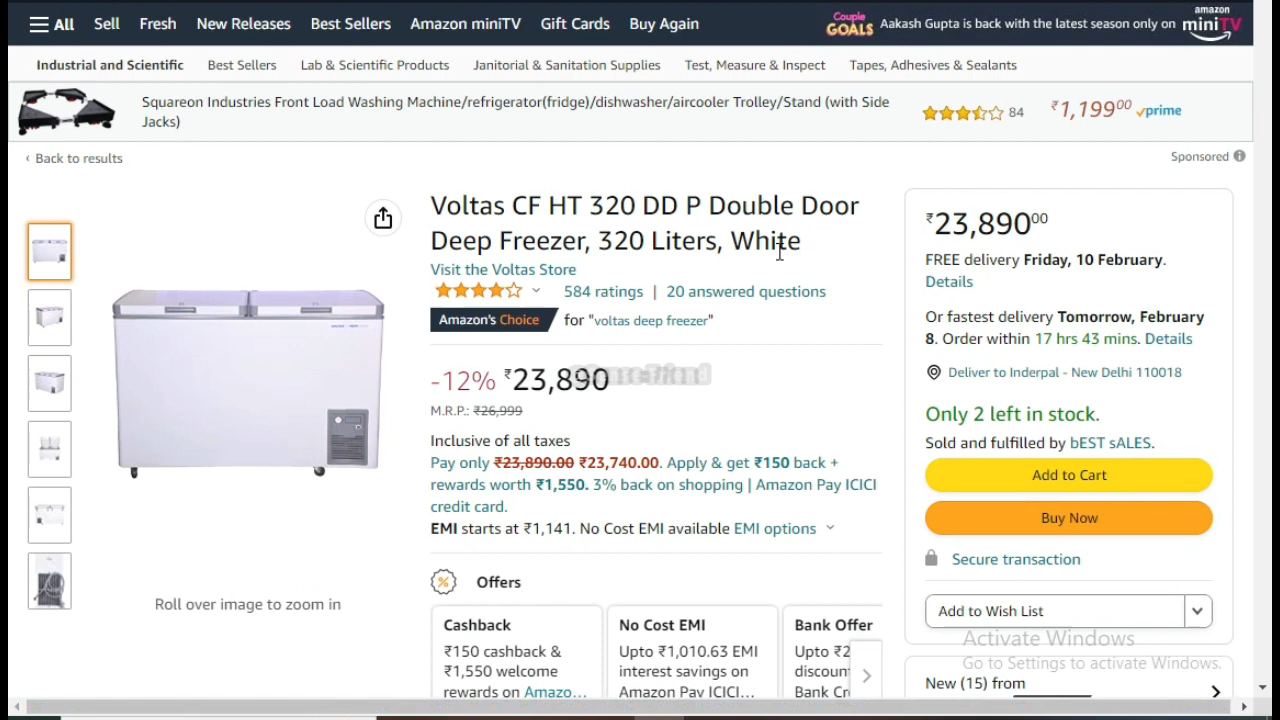 All Sell Fresh New Releases Best Sellers Amazon miniTV Gift Cards Buy Again Couple GOALS Aakash Gupta is back with the latest season only on amazon miniTV
Industrial and Scientific Best Sellers Lab & Scientific Products Janitorial & Sanitation Supplies Test, Measure & Inspect Tapes, Adhesives & Sealants
Squareon Industries Front Load Washing Machine/refrigerator(fridge)/dishwasher/aircooler Trolley/Stand (with Side
Jacks)
84 ₹1,199⁰⁰ prime
‹ Back to results
Sponsored
Voltas CF HT 320 DD P Double Door
Deep Freezer, 320 Liters, White
Visit the Voltas Store
584 ratings | 20 answered questions
Amazon's Choice for "voltas deep freezer"
-12% ₹23,890
M.R.P.: ₹26,999
Inclusive of all taxes
Pay only ₹23,890.00 ₹23,740.00. Apply & get ₹150 back +
rewards worth ₹1,550. 3% back on shopping | Amazon Pay ICICI
credit card.
EMI starts at ₹1,141. No Cost EMI available EMI options
% Offers
Cashback
₹150 cashback &
₹1,550 welcome
rewards on Amazo...
No Cost EMI
Upto ₹1,010.63 EMI
interest savings on
Amazon Pay ICICI...
Bank Offer
Upto ₹2
discoun
Bank Cr
Roll over image to zoom in
₹23,890⁰⁰
FREE delivery Friday, 10 February.
Details
Or fastest delivery Tomorrow, February
8. Order within 17 hrs 43 mins. Details
Deliver to Inderpal - New Delhi 110018
Only 2 left in stock.
Sold and fulfilled by bEST sALES.
Add to Cart
Buy Now
Secure transaction
Add to Wish List
Activate Windows
Go to Settings to activate Windows.
New (15) from